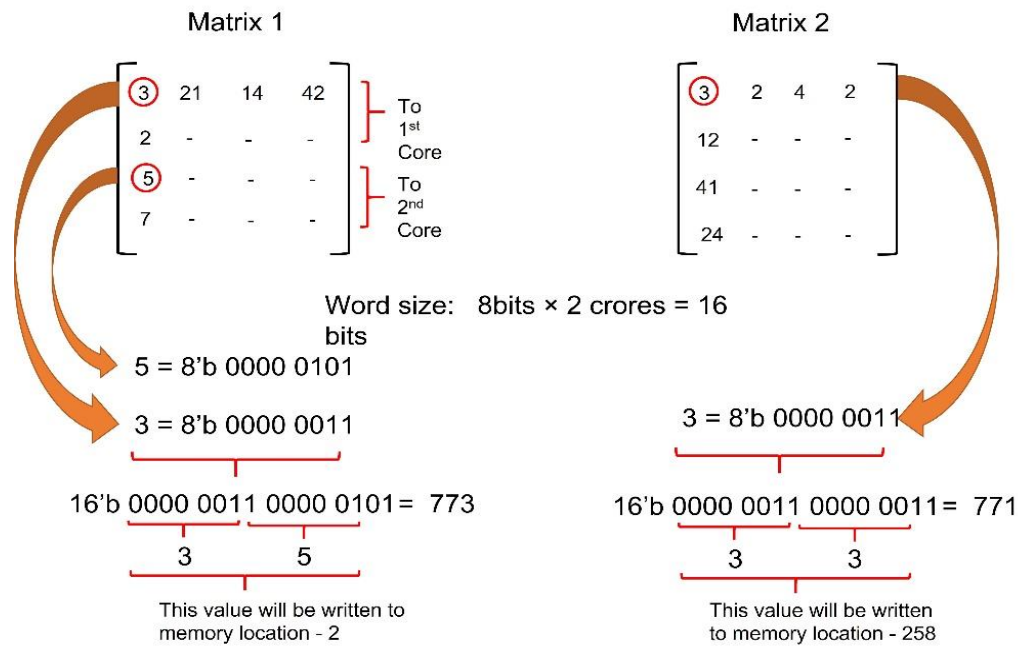 Matrix 1
3 21 14 42
2 - - -
5 - - -
7 - - -
To
1st
Core
To
2nd
Core
Matrix 2
3 2 4 2
12 - - -
41 - - -
24 - - -
Word size: 8bits × 2 crores = 16
bits
5 = 8'b 0000 0101
3 = 8'b 0000 0011
16'b 0000 0011 0000 0101 = 773
3 5
This value will be written to
memory location - 2
3 = 8'b 0000 0011
16'b 0000 0011 0000 0011 = 771
3 3
This value will be written
to memory location - 258